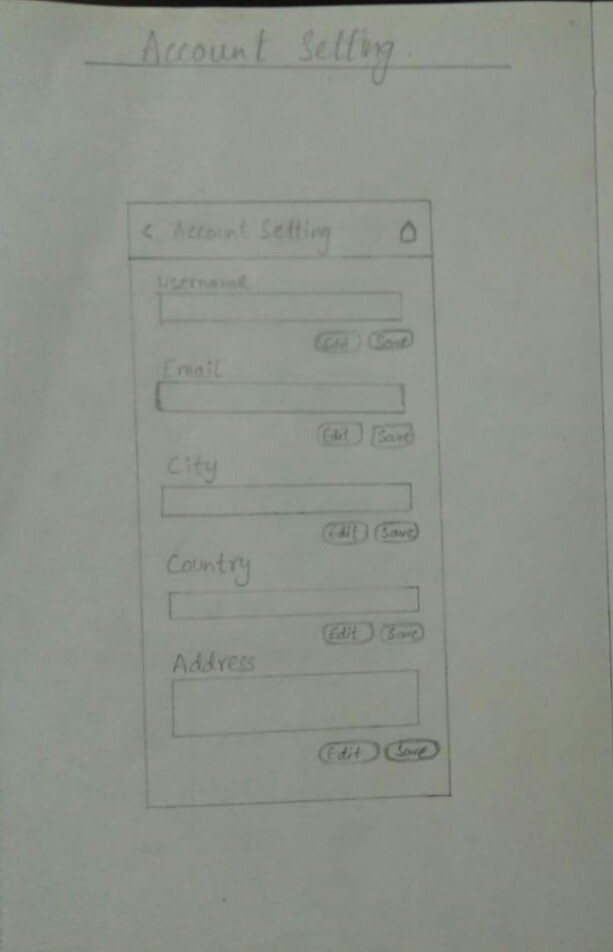 Account Setting.
< Account Setting
Username
Edit Save
Email
Edit Save
City
Edit Save
Country
Edit Save
Address
Edit Save